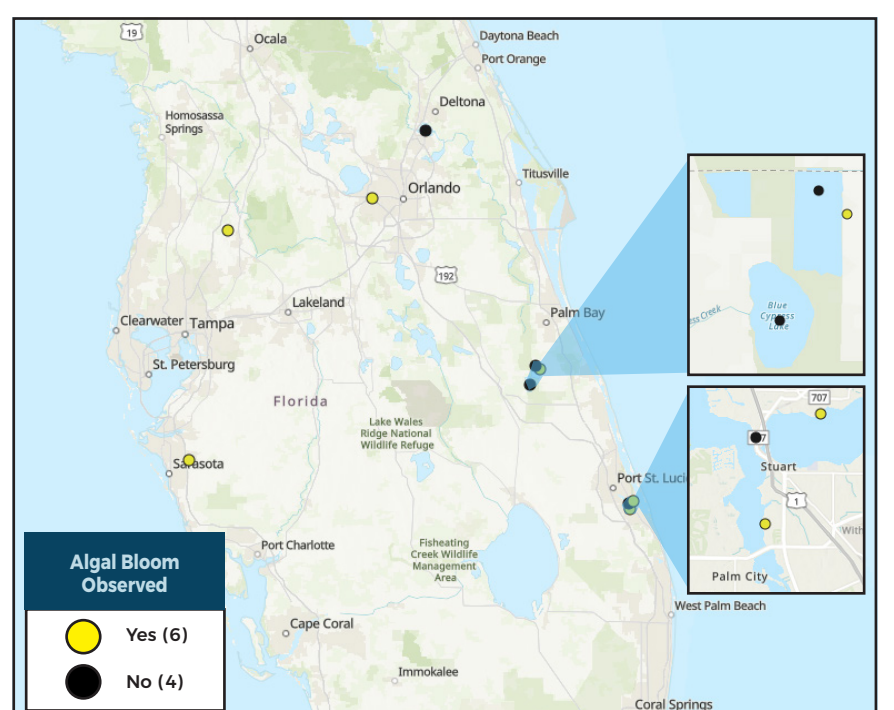 19
Ocala
Daytona Beach
Port Orange
Deltona
Homosassa
Springs
Titusville
Orlando
192
Lakeland
Palm Bay
Clearwater
Tampa
St. Petersburg
Florida
Lake Wales
Ridge National
Wildlife Refuge
Sarasota
Port St. Lucie
Fisheating
Creek Wildlife
Management
Area
Port Charlotte
West Palm Beach
Cape Coral
Immokalee
Coral Springs
Blue
Cypress
Lake
ess Creek
707
7
Stuart
1
With
Palm City
Algal Bloom
Observed
Yes (6)
No (4)